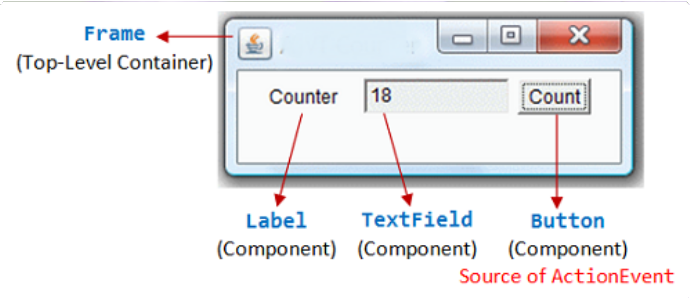 Frame
(Top-Level Container)
Counter 18 Count
Label TextField Button
(Component) (Component) (Component)
Source of ActionEvent